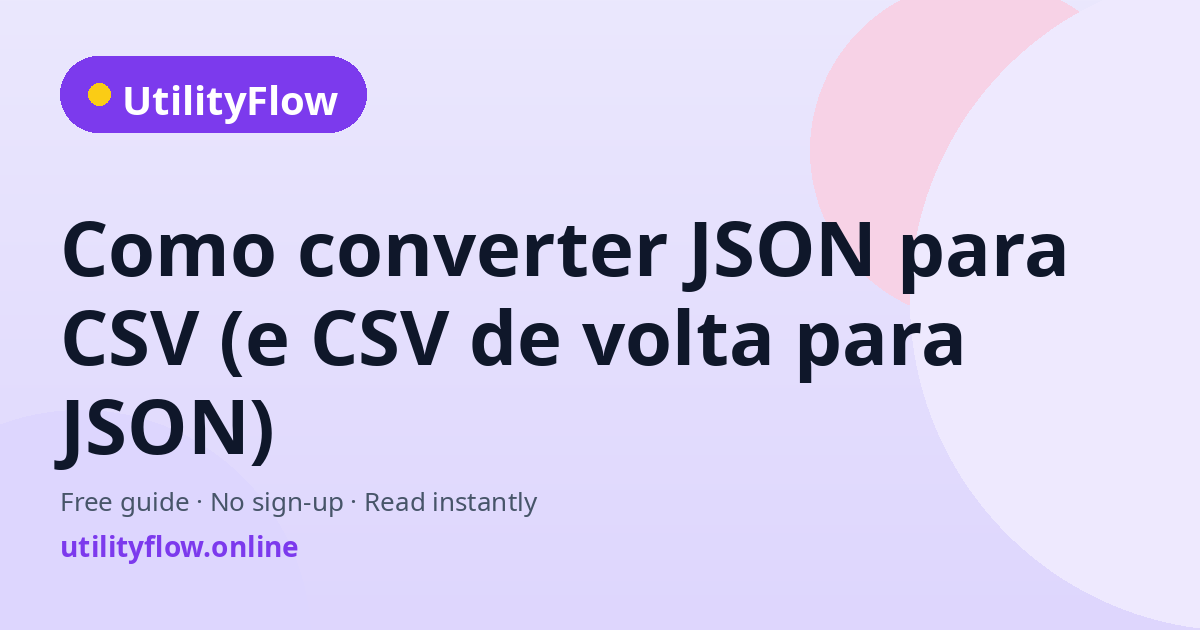 UtilityFlow
Como converter JSON para
CSV (e CSV de volta para
JSON)
Free guide · No sign-up · Read instantly
utilityflow.online